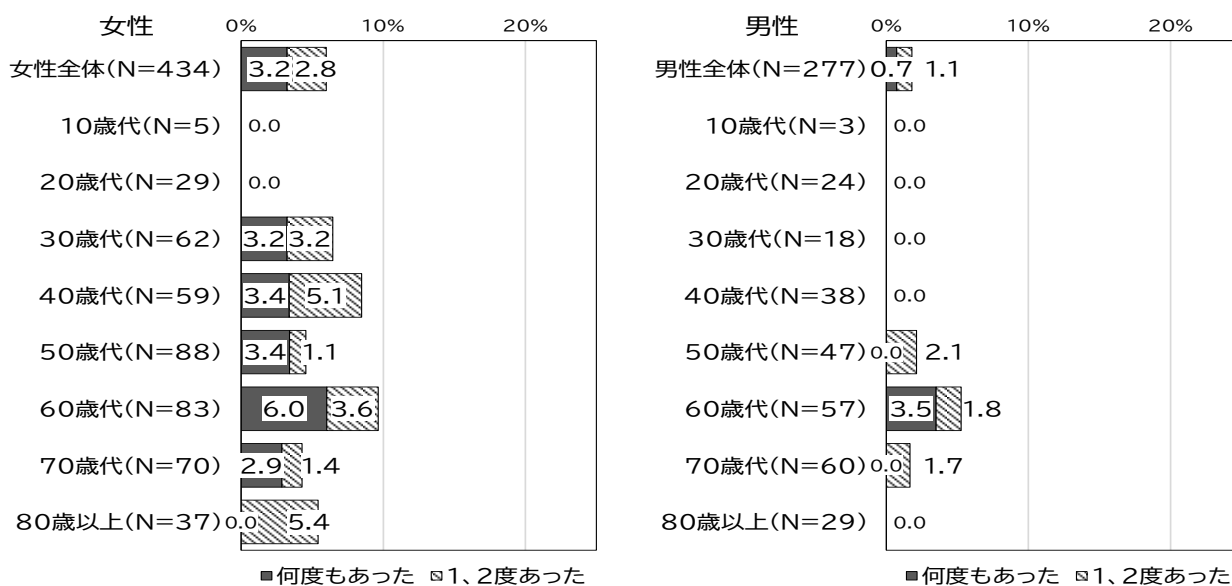 女性 0% 10% 20%
女性全体(N=434) 3.2 2.8
10歳代(N=5) 0.0
20歳代(N=29) 0.0
30歳代(N=62) 3.2 3.2
40歳代(N=59) 3.4 5.1
50歳代(N=88) 3.4 1.1
60歳代(N=83) 6.0 3.6
70歳代(N=70) 2.9 1.4
80歳以上(N=37) 0.0 5.4
何度もあった 1、2度あった
男性 0% 10% 20%
男性全体(N=277) 0.7 1.1
10歳代(N=3) 0.0
20歳代(N=24) 0.0
30歳代(N=18) 0.0
40歳代(N=38) 0.0
50歳代(N=47) 0.0 2.1
60歳代(N=57) 3.5 1.8
70歳代(N=60) 0.0 1.7
80歳以上(N=29) 0.0
何度もあった 1、2度あった